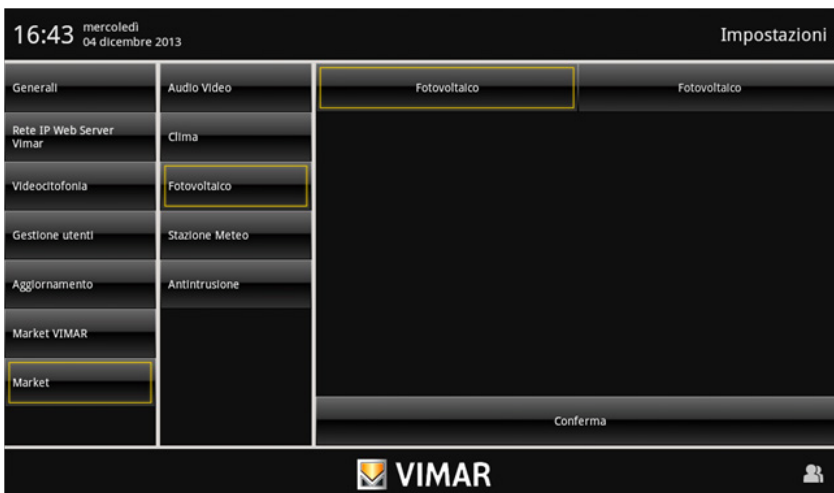 16:43 mercoledì
04 dicembre 2013
Impostazioni
Generali
Rete IP Web Server
Vimar
Videocitofonia
Gestione utenti
Aggiornamento
Market VIMAR
Market
Audio Video
Clima
Fotovoltaico
Stazione Meteo
Antintrusione
Fotovoltaico
Fotovoltaico
Conferma
VIMAR